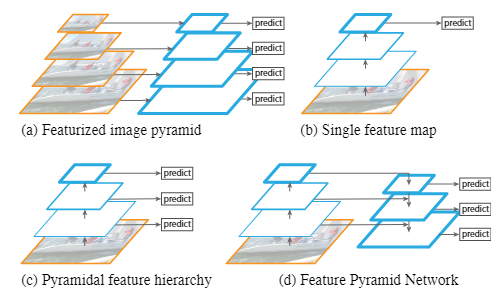 predict
predict
predict
predict
predict
(a) Featurized image pyramid
(b) Single feature map
predict
predict
predict
predict
predict
predict
(c) Pyramidal feature hierarchy
(d) Feature Pyramid Network